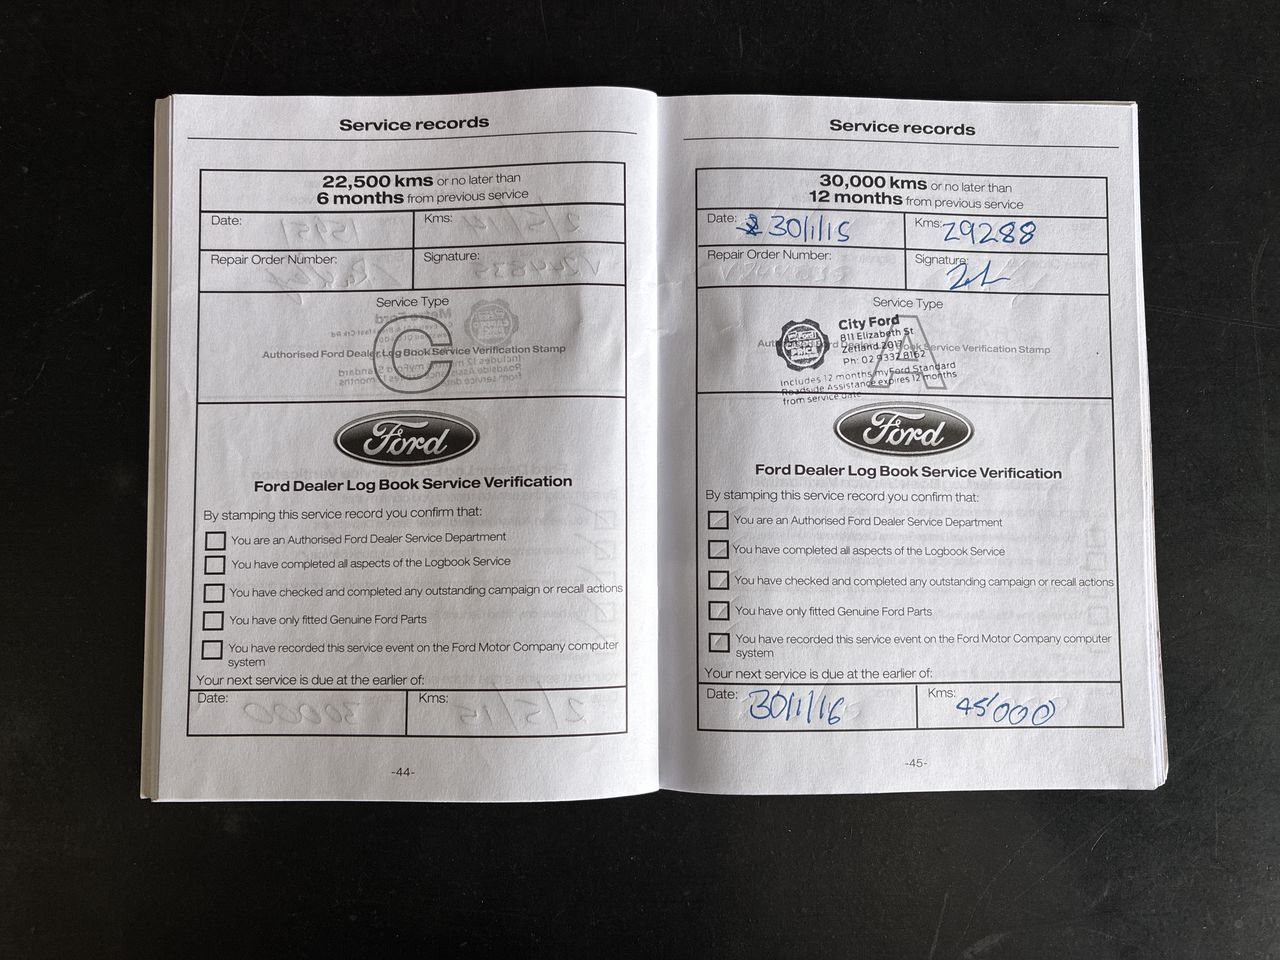 Service records
22,500 kms or no later than
6 months from previous service
Date:
Kms:
Repair Order Number:
Signature:
Service Type
C
Authorised Ford Dealer Log Book Service Verification Stamp
Ford
Ford Dealer Log Book Service Verification
By stamping this service record you confirm that:
You are an Authorised Ford Dealer Service Department
You have completed all aspects of the Logbook Service
You have checked and completed any outstanding campaign or recall actions
You have only fitted Genuine Ford Parts
You have recorded this service event on the Ford Motor Company computer
system
Your next service is due at the earlier of:
Date:
Kms:
-44-
Service records
30,000 kms or no later than
12 months from previous service
Date: 30/1/15
Kms: 29288
Repair Order Number:
Signature:
Service Type
A
City Ford
811 Elizabeth St
Zetland 2017
Ph: 02 9332 8162
Authorised Ford Dealer Log Book Service Verification Stamp
Includes 12 months myFord Standard
Roadside Assistance expires 12 months
from service date
Ford
Ford Dealer Log Book Service Verification
By stamping this service record you confirm that:
You are an Authorised Ford Dealer Service Department
You have completed all aspects of the Logbook Service
You have checked and completed any outstanding campaign or recall actions
You have only fitted Genuine Ford Parts
You have recorded this service event on the Ford Motor Company computer
system
Your next service is due at the earlier of:
Date: 30/1/16
Kms: 45'000
-45-